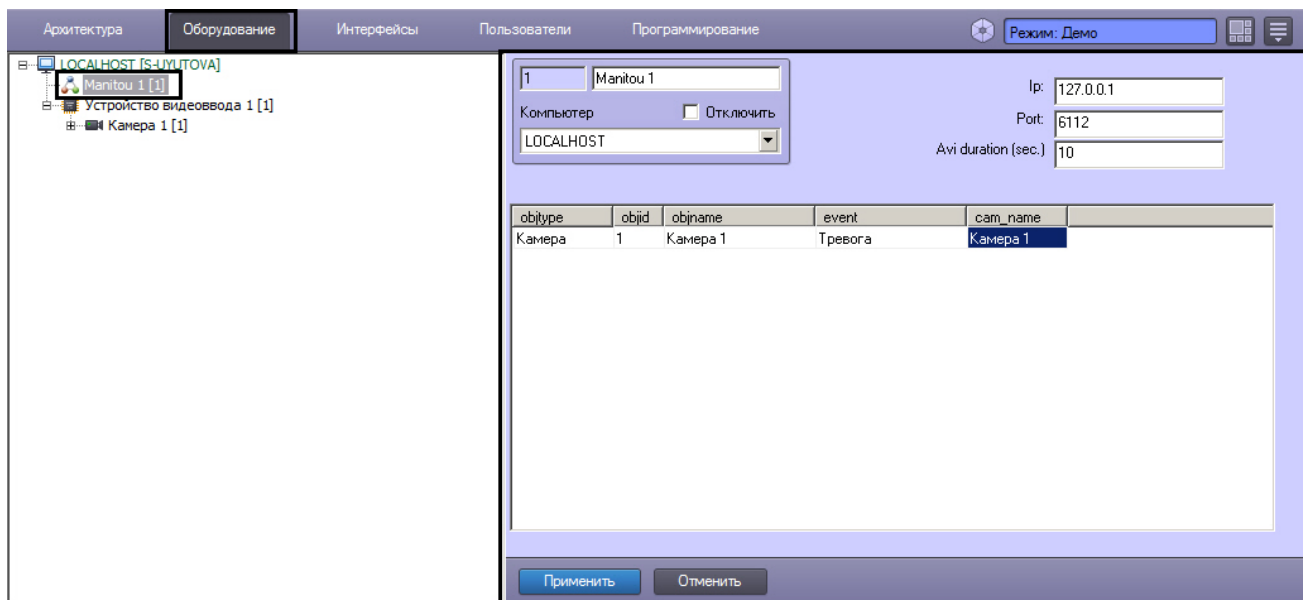 Архитектура Оборудование Интерфейсы Пользователи Программирование Режим: Демо
LOCALHOST [S-UYUTOVA]
Manitou 1 [1]
Устройство видеоввода 1 [1]
Камера 1 [1]
1 Manitou 1
Компьютер Отключить
LOCALHOST
Ip: 127.0.0.1
Port: 6112
Avi duration (sec.) 10
objtype objid objname event cam_name
Камера 1 Камера 1 Тревога Камера 1
Применить Отменить